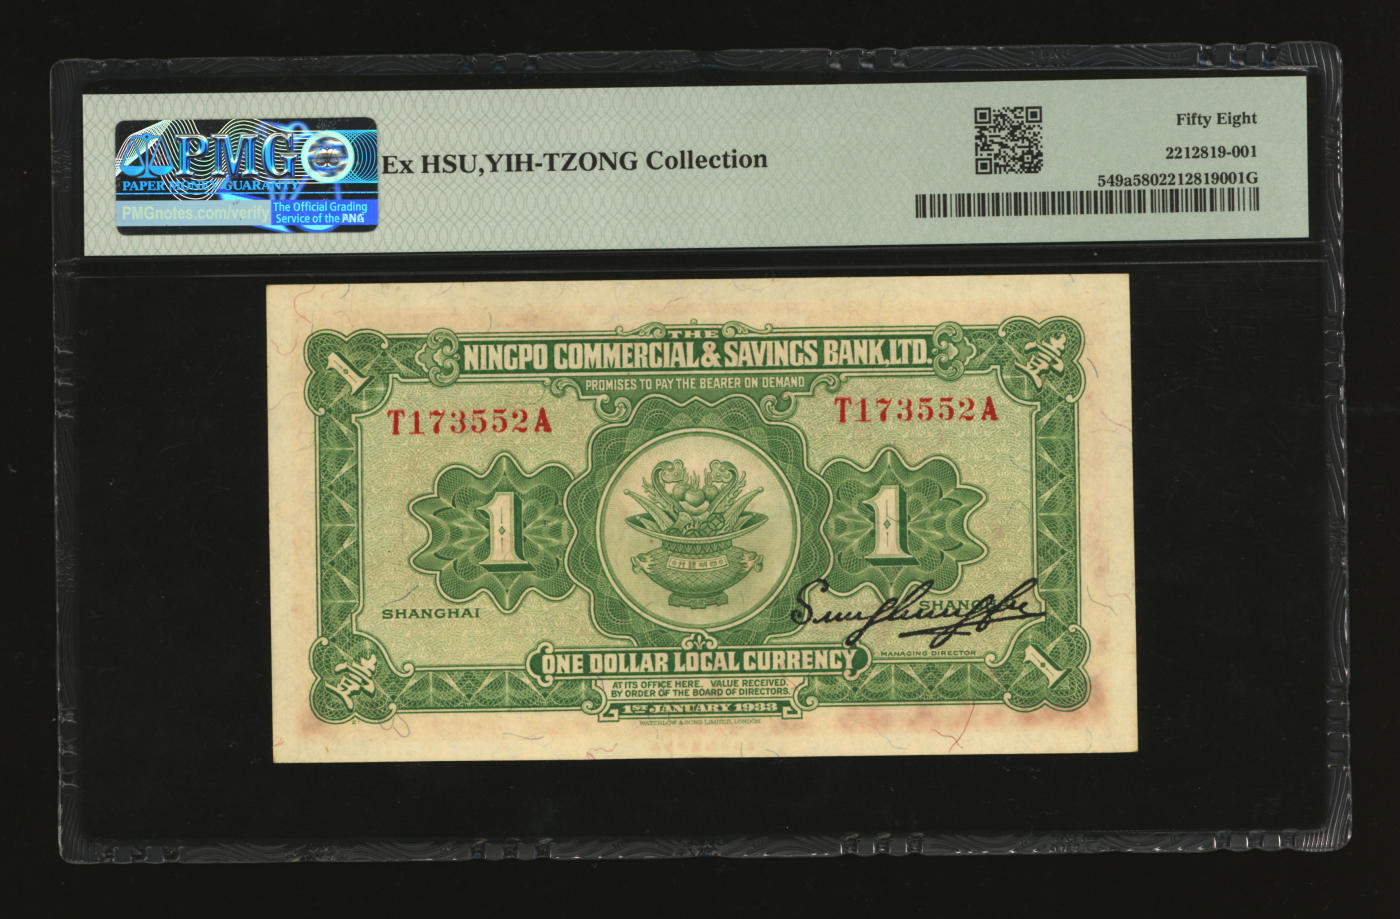 PMG
PAPER MONEY GUARANTY
PMGnotes.com/verify
The Official Grading
Service of the PNG
Ex HSU,YIH-TZONG Collection
Fifty Eight
2212819-001
549a5802212819001G
THE
NINGPO COMMERCIAL & SAVINGS BANK, LTD.
PROMISES TO PAY THE BEARER ON DEMAND
1
壹
T173552A
T173552A
1
1
SHANGHAI
SHANGHAI
MANAGING DIRECTOR
ONE DOLLAR LOCAL CURRENCY
壹
1
AT ITS OFFICE HERE. VALUE RECEIVED.
BY ORDER OF THE BOARD OF DIRECTORS.
1ST JANUARY 1933
WATERLOW & SONS LIMITED, LONDON